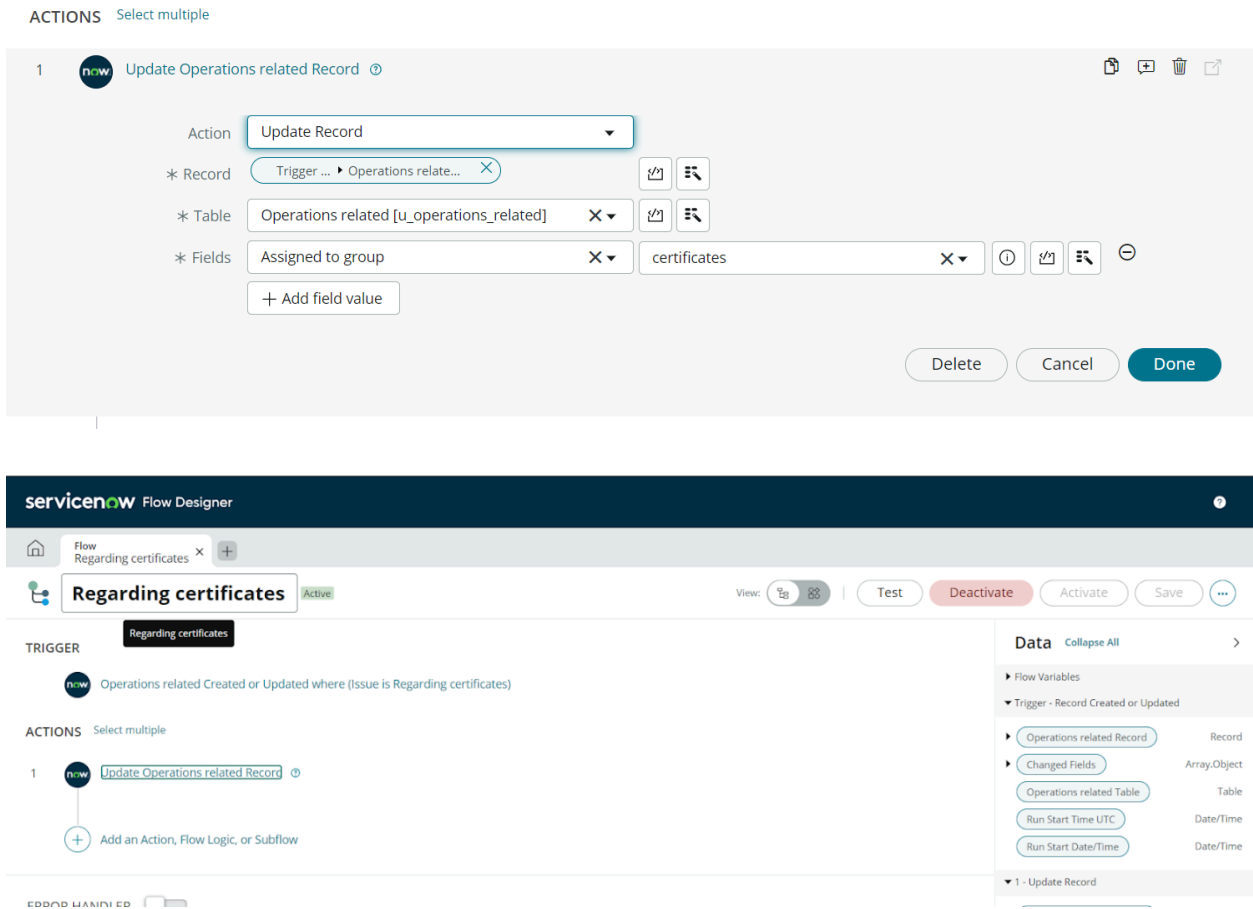 ACTIONS Select multiple
1 now Update Operations related Record
Action Update Record
* Record Trigger ... ▸ Operations relate...
* Table Operations related [u_operations_related]
* Fields Assigned to group certificates
+ Add field value
Delete Cancel Done
servicenow Flow Designer
Flow
Regarding certificates
Regarding certificates Active View: Test Deactivate Activate Save ...
Regarding certificates
Data Collapse All
TRIGGER
Flow Variables
now Operations related Created or Updated where (Issue is Regarding certificates)
Trigger - Record Created or Updated
ACTIONS Select multiple
Operations related Record Record
1 now Update Operations related Record
Changed Fields Array.Object
Operations related Table Table
Run Start Time UTC Date/Time
Add an Action, Flow Logic, or Subflow
Run Start Date/Time Date/Time
1 - Update Record
ERROR HANDLER